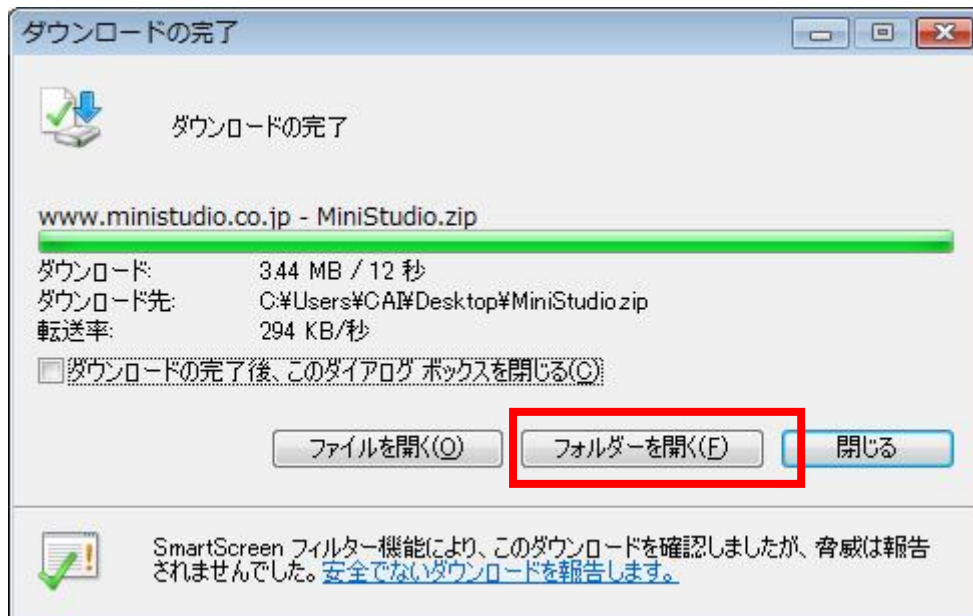 ダウンロードの完了
ダウンロードの完了
www.ministudio.co.jp - MiniStudio.zip
ダウンロード: 3.44 MB / 12 秒
ダウンロード先: C:¥Users¥CAI¥Desktop¥MiniStudio.zip
転送率: 294 KB/秒
ダウンロードの完了後、このダイアログ ボックスを閉じる(C)
ファイルを開く(O) フォルダーを開く(F) 閉じる
SmartScreen フィルター機能により、このダウンロードを確認しましたが、脅威は報告
されませんでした。安全でないダウンロードを報告します。